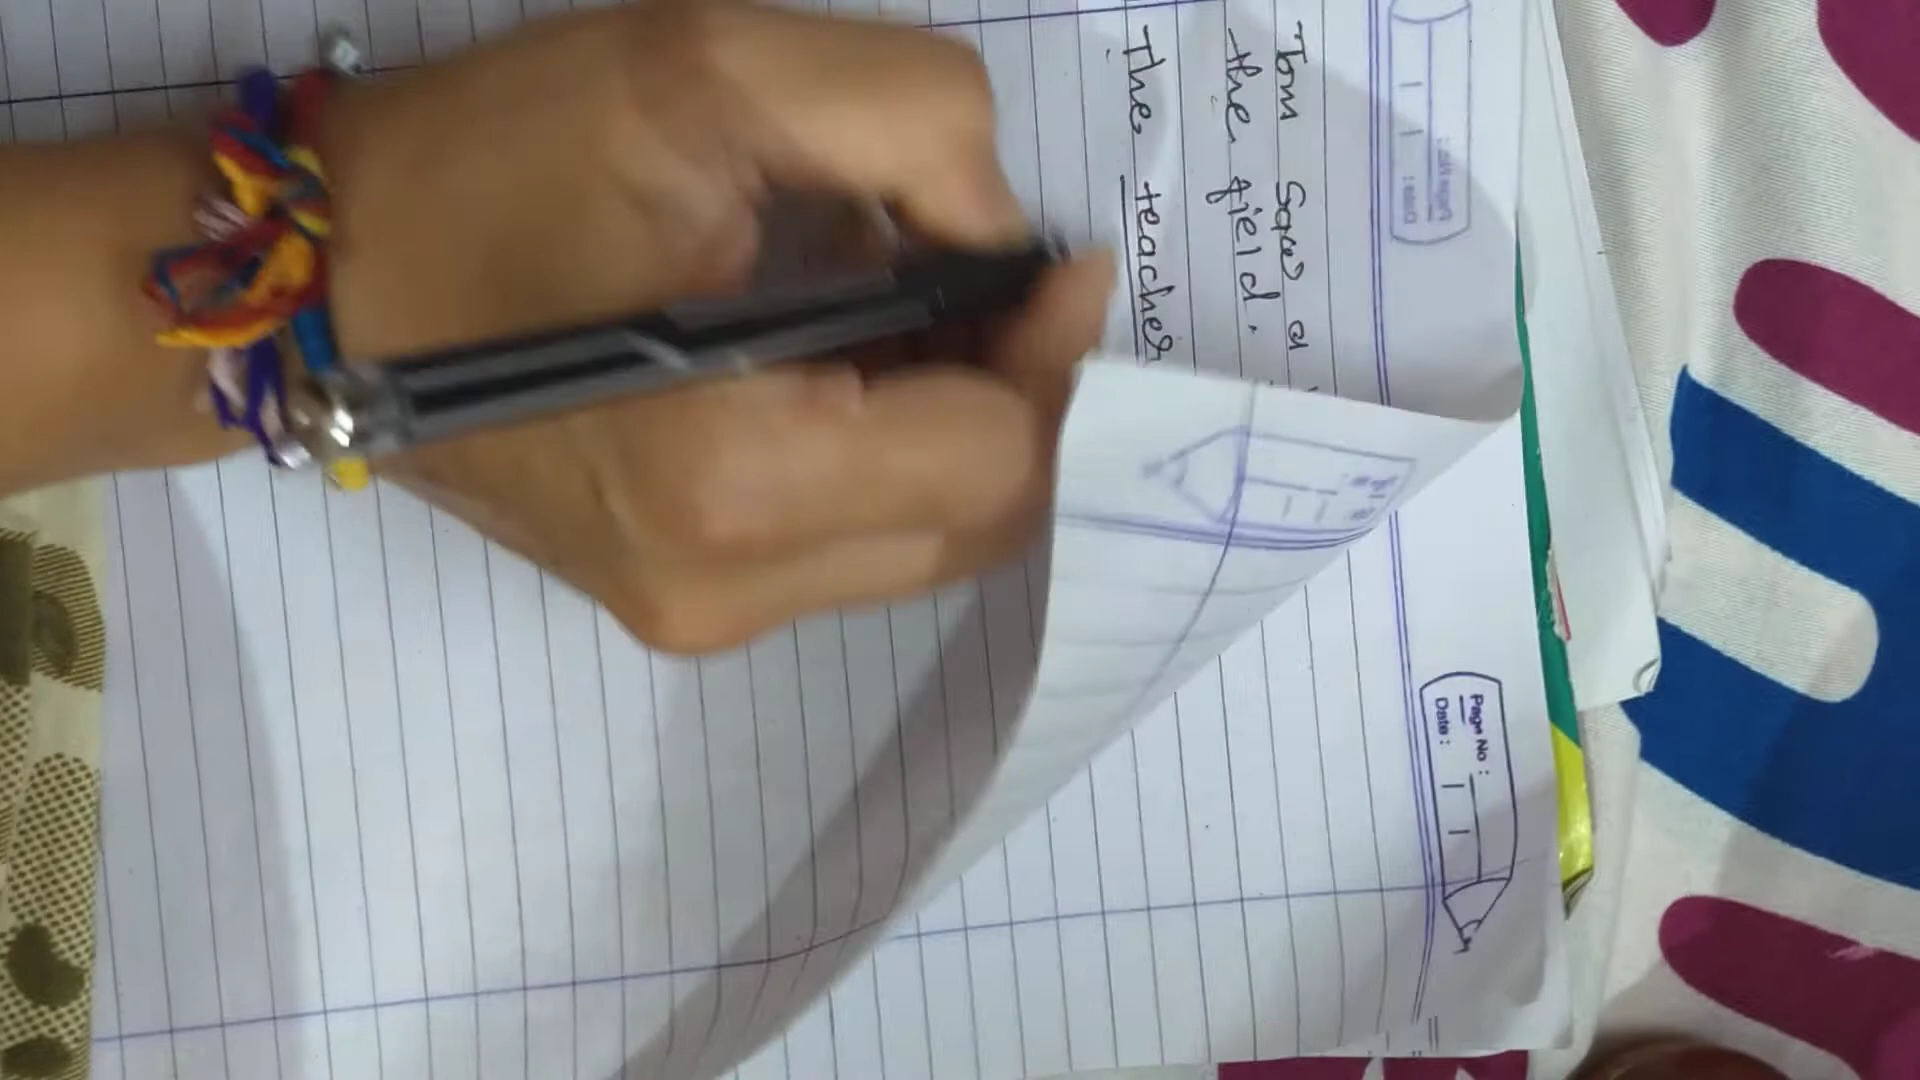 Tom Saw a
the field.
The teacher
Page No :
Date :